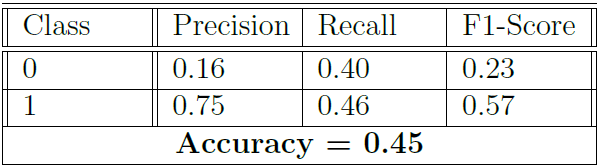 Class Precision Recall F1-Score
0 0.16 0.40 0.23
1 0.75 0.46 0.57
Accuracy = 0.45